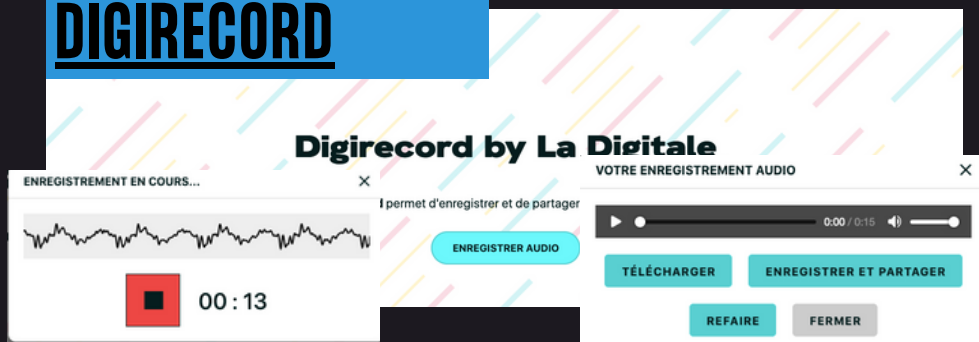 DIGIRECORD
Digirecord by La Digitale
permet d'enregistrer et de partager
ENREGISTRER AUDIO
ENREGISTREMENT EN COURS...
00:13
VOTRE ENREGISTREMENT AUDIO
0:00 / 0:15
TÉLÉCHARGER
ENREGISTRER ET PARTAGER
REFAIRE
FERMER